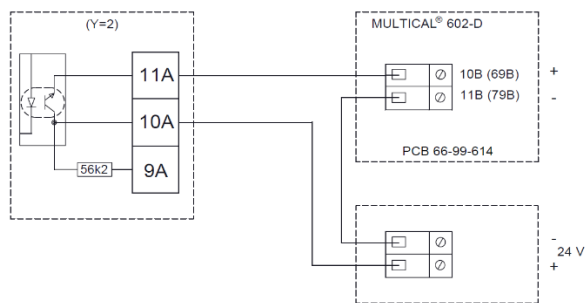 (Y=2)
11A
10A
9A
56k2
MULTICAL® 602-D
10B (69B) +
11B (79B) -
PCB 66-99-614
-
24 V
+